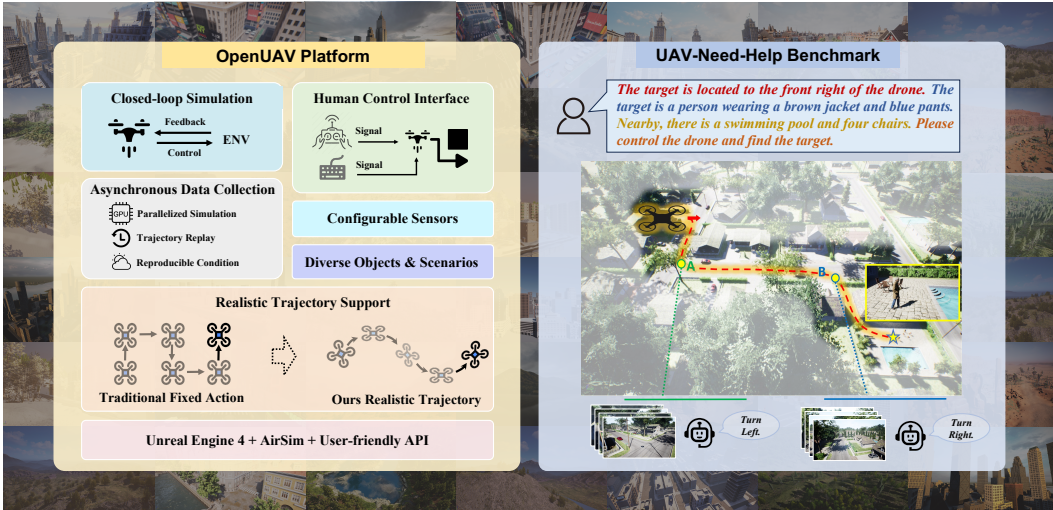 OpenUAV Platform
Closed-loop Simulation
Feedback
ENV
Control
Human Control Interface
Signal
Signal
Asynchronous Data Collection
GPU
Parallelized Simulation
Trajectory Replay
Reproducible Condition
Configurable Sensors
Diverse Objects & Scenarios
Realistic Trajectory Support
Traditional Fixed Action
Ours Realistic Trajectory
Unreal Engine 4 + AirSim + User-friendly API
UAV-Need-Help Benchmark
The target is located to the front right of the drone. The
target is a person wearing a brown jacket and blue pants.
Nearby, there is a swimming pool and four chairs. Please
control the drone and find the target.
A
B
Turn
Left.
Turn
Right.